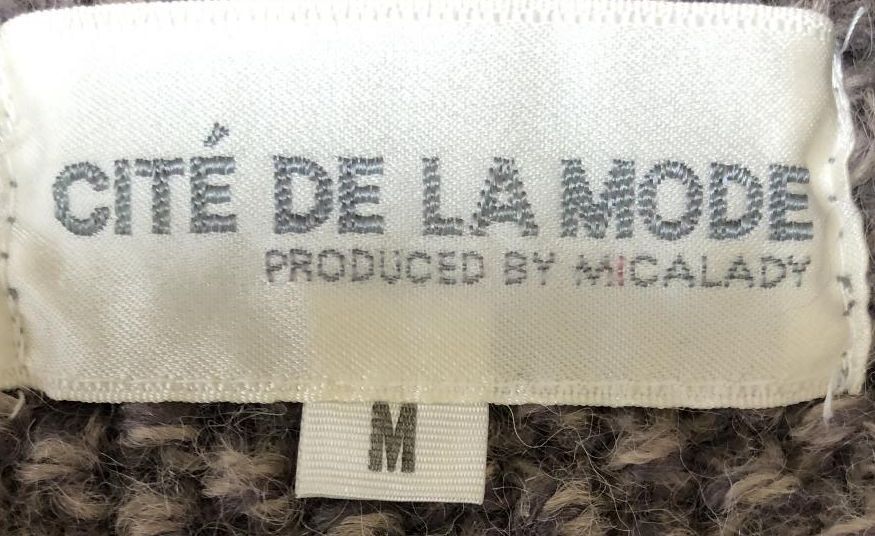 CITÉ DE LA MODE
PRODUCED BY MICALADY
M